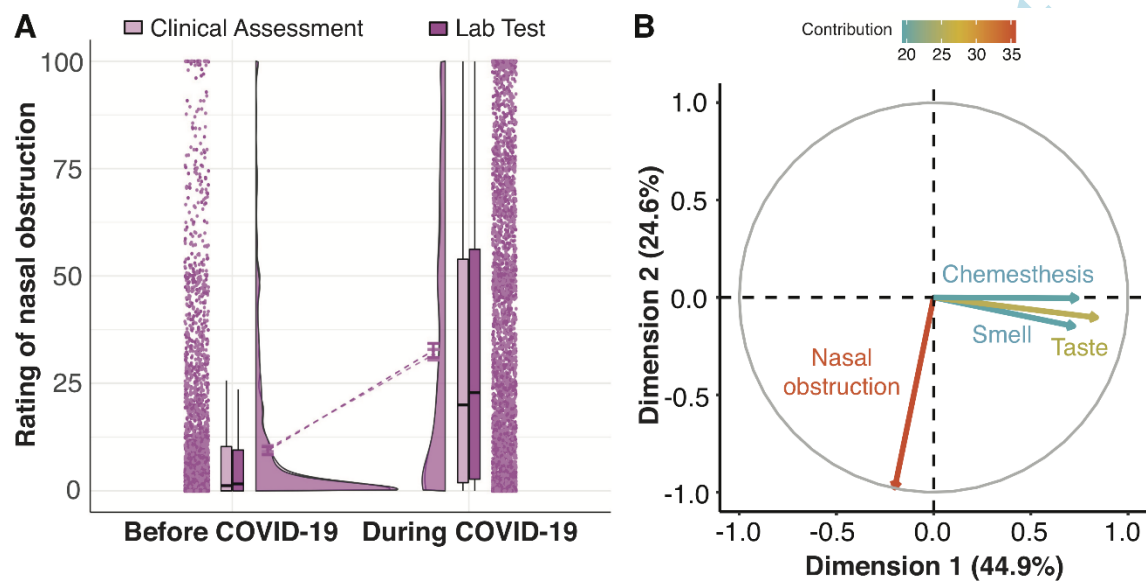 A
Clinical Assessment
Lab Test
Rating of nasal obstruction
100
75
50
25
0
Before COVID-19
During COVID-19
B
Contribution
20 25 30 35
Dimension 2 (24.6%)
1.0
0.5
0.0
-0.5
-1.0
Chemesthesis
Smell
Taste
Nasal
obstruction
-1.0 -0.5 0.0 0.5 1.0
Dimension 1 (44.9%)